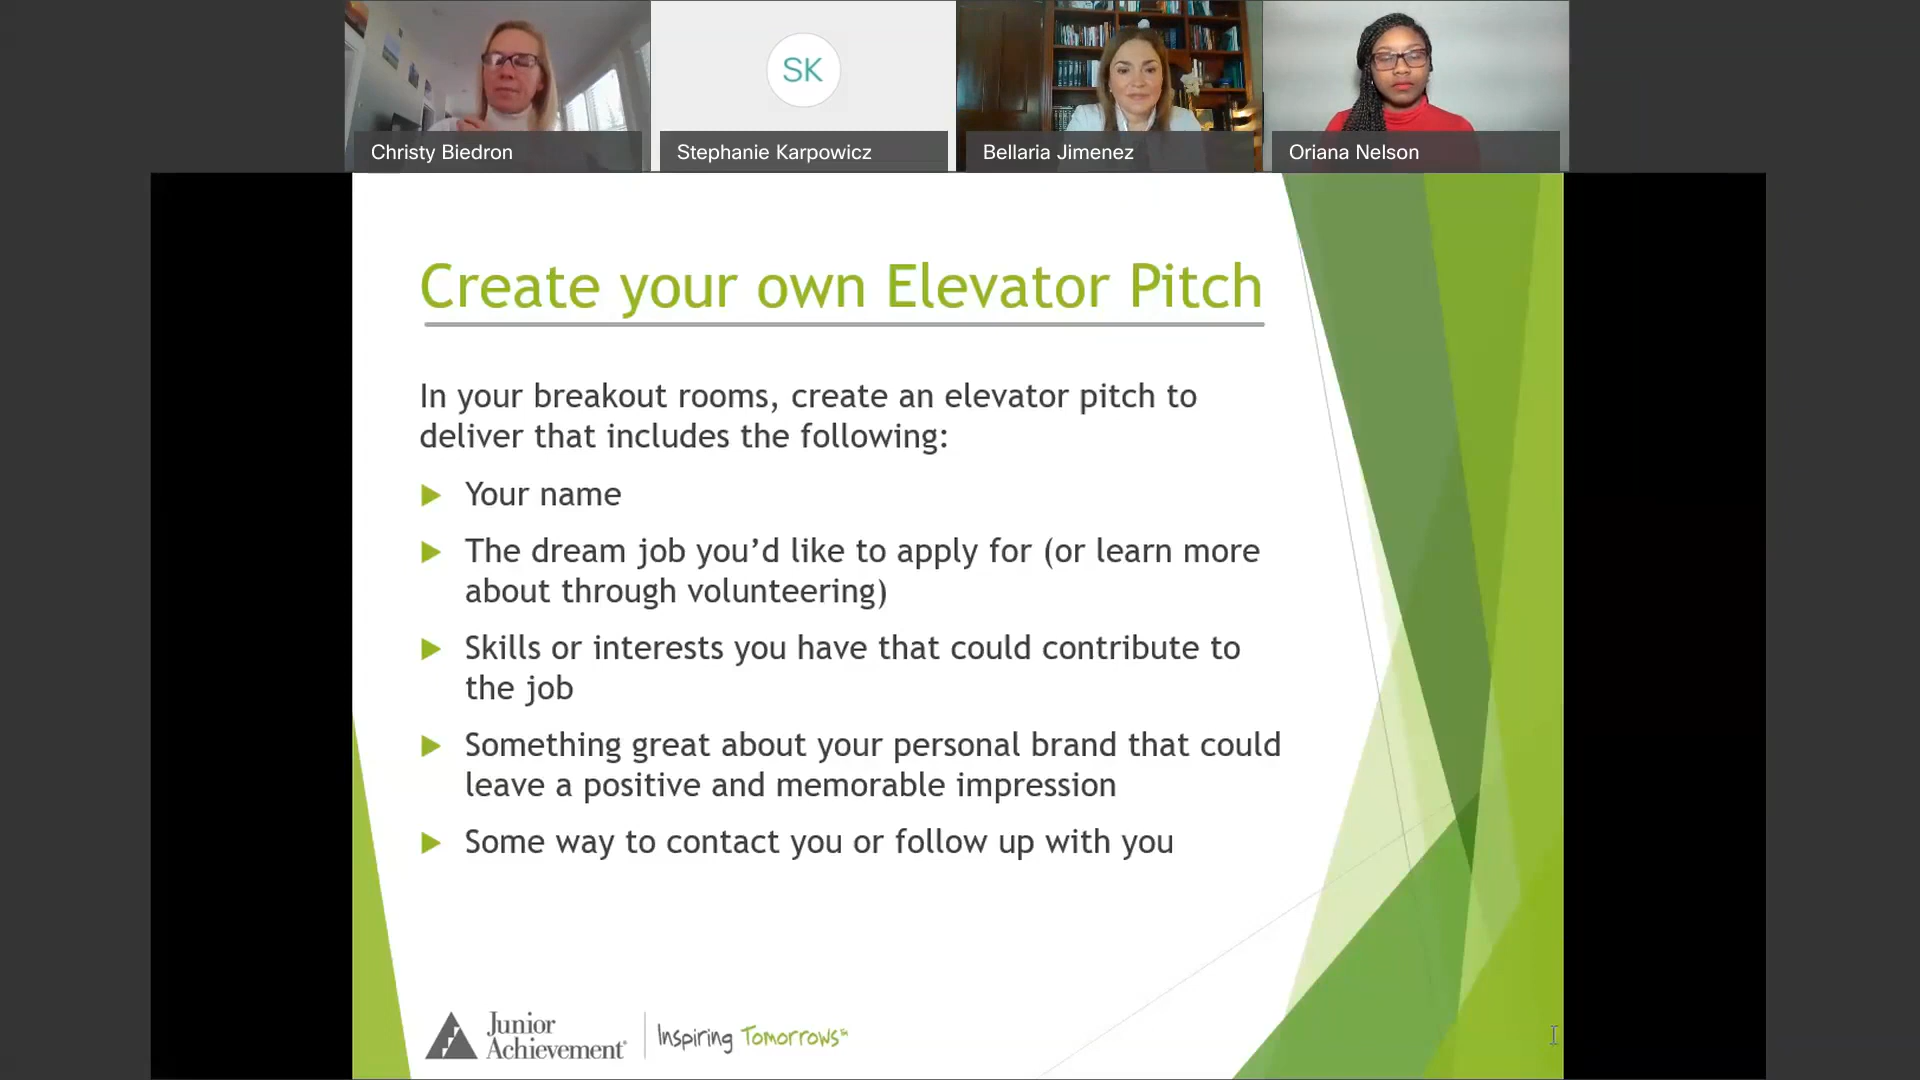 SK
Christy Biedron
Stephanie Karpowicz
Bellaria Jimenez
Oriana Nelson
Create your own Elevator Pitch
In your breakout rooms, create an elevator pitch to
deliver that includes the following:
Your name
The dream job you’d like to apply for (or learn more
about through volunteering)
Skills or interests you have that could contribute to
the job
Something great about your personal brand that could
leave a positive and memorable impression
Some way to contact you or follow up with you
Junior
Achievement®
Inspiring Tomorrows℠